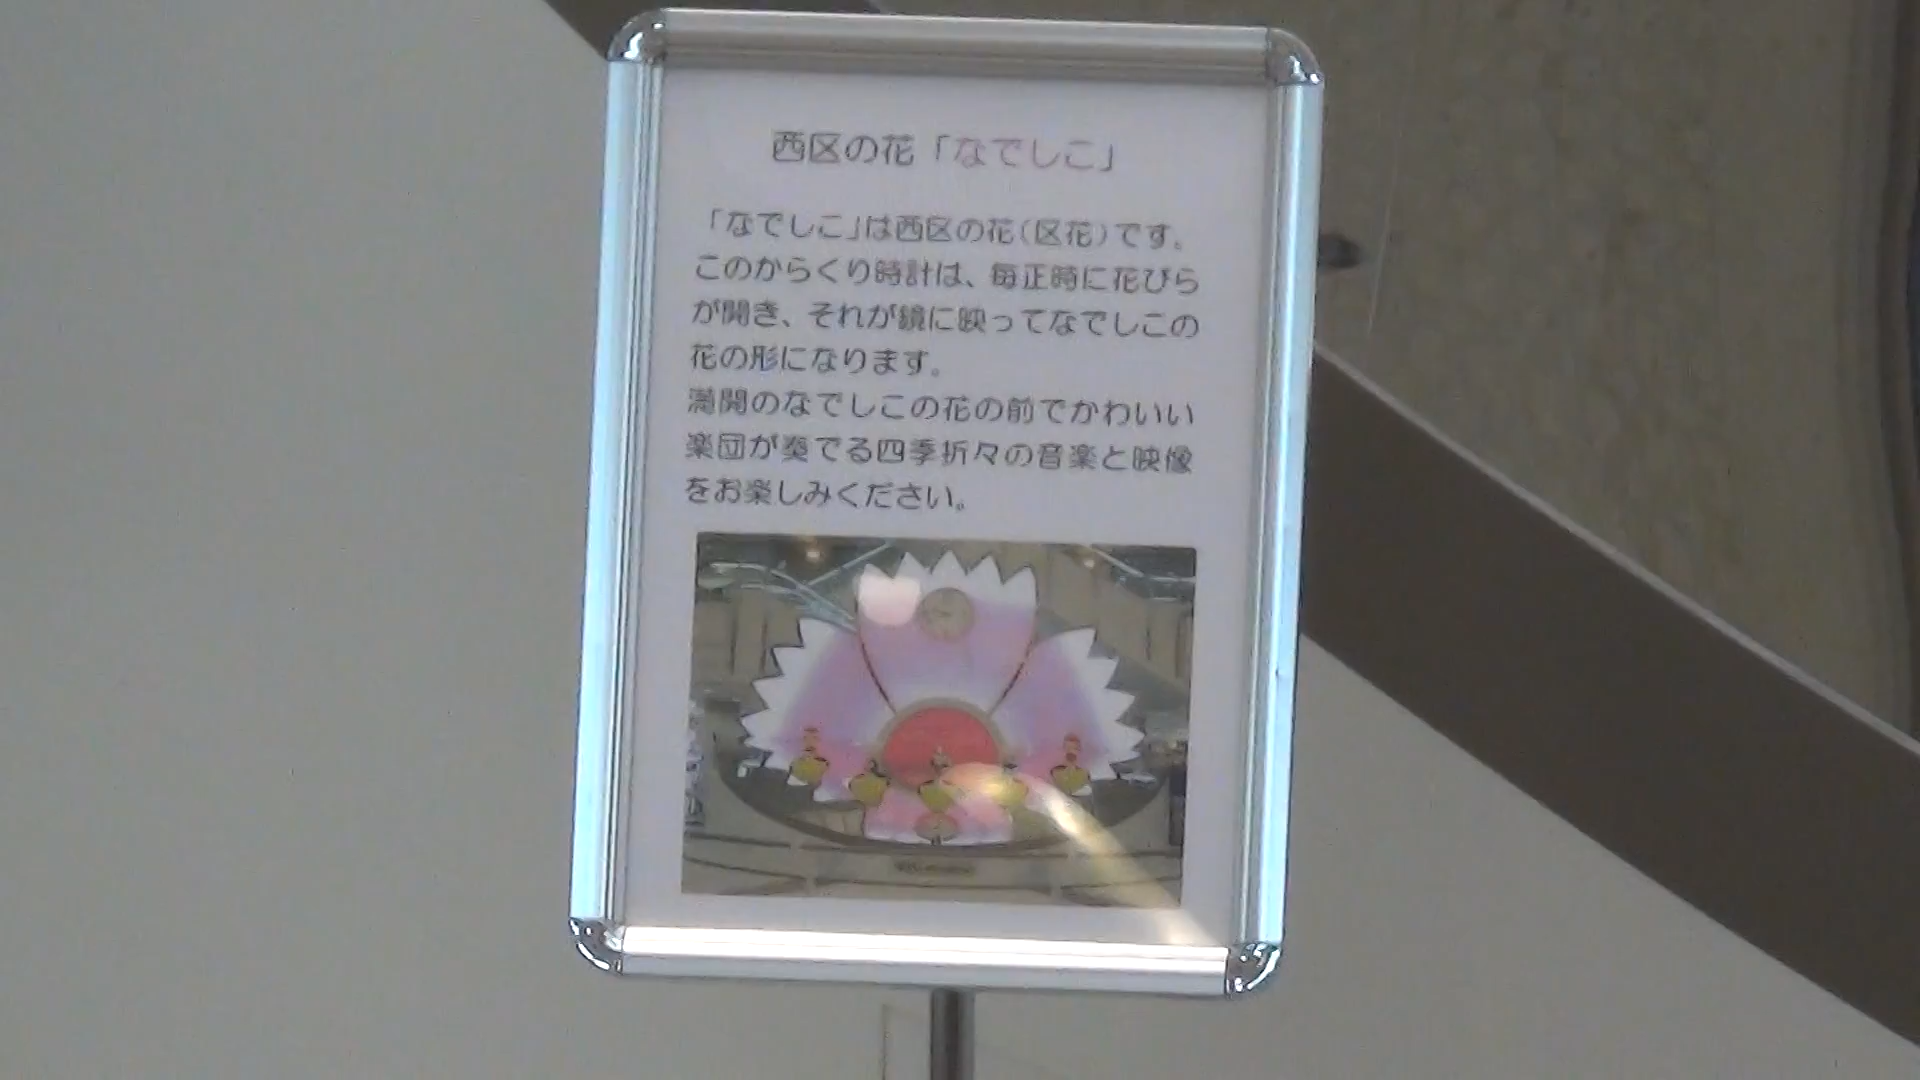 西区の花「なでしこ」
「なでしこ」は西区の花(区花)です。
このからくり時計は、毎正時に花びら
が開き、それが鏡に映ってなでしこの
花の形になります。
満開のなでしこの花の前でかわいい
楽団が奏でる四季折々の音楽と映像
をお楽しみください。